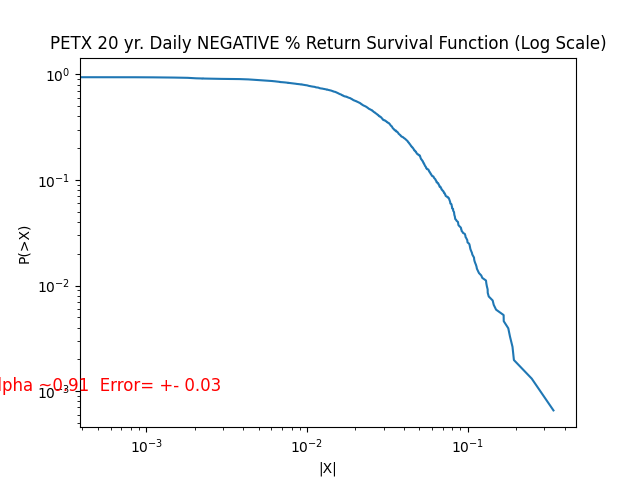 PETX 20 yr. Daily NEGATIVE % Return Survival Function (Log Scale)
10⁰
10⁻¹
P(>X)
10⁻²
lpha ~0.91 Error= +- 0.03
10⁻³
10⁻³ 10⁻² 10⁻¹
|X|